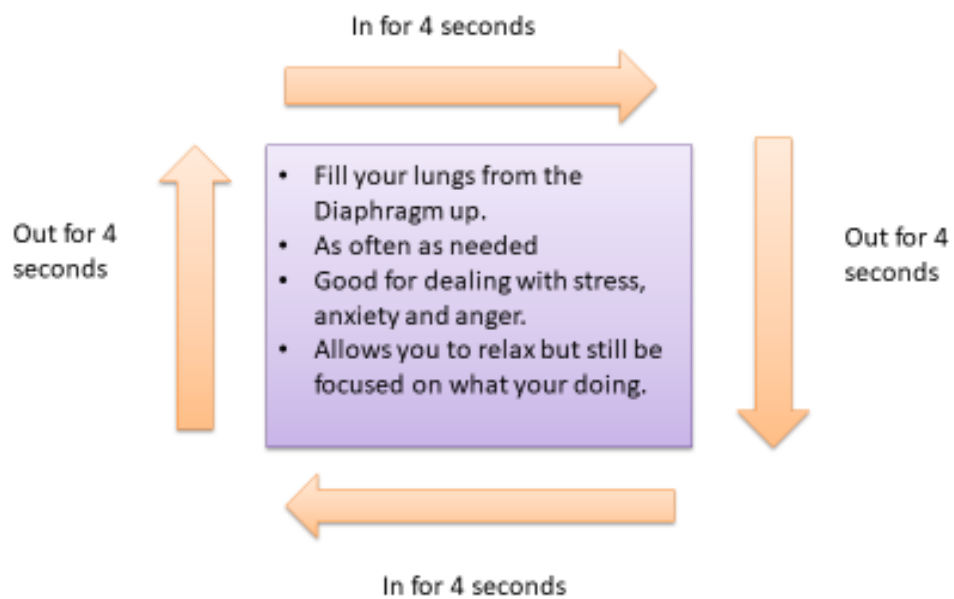 In for 4 seconds
Out for 4
seconds
• Fill your lungs from the
Diaphragm up.
• As often as needed
• Good for dealing with stress,
anxiety and anger.
• Allows you to relax but still be
focused on what your doing.
Out for 4
seconds
In for 4 seconds